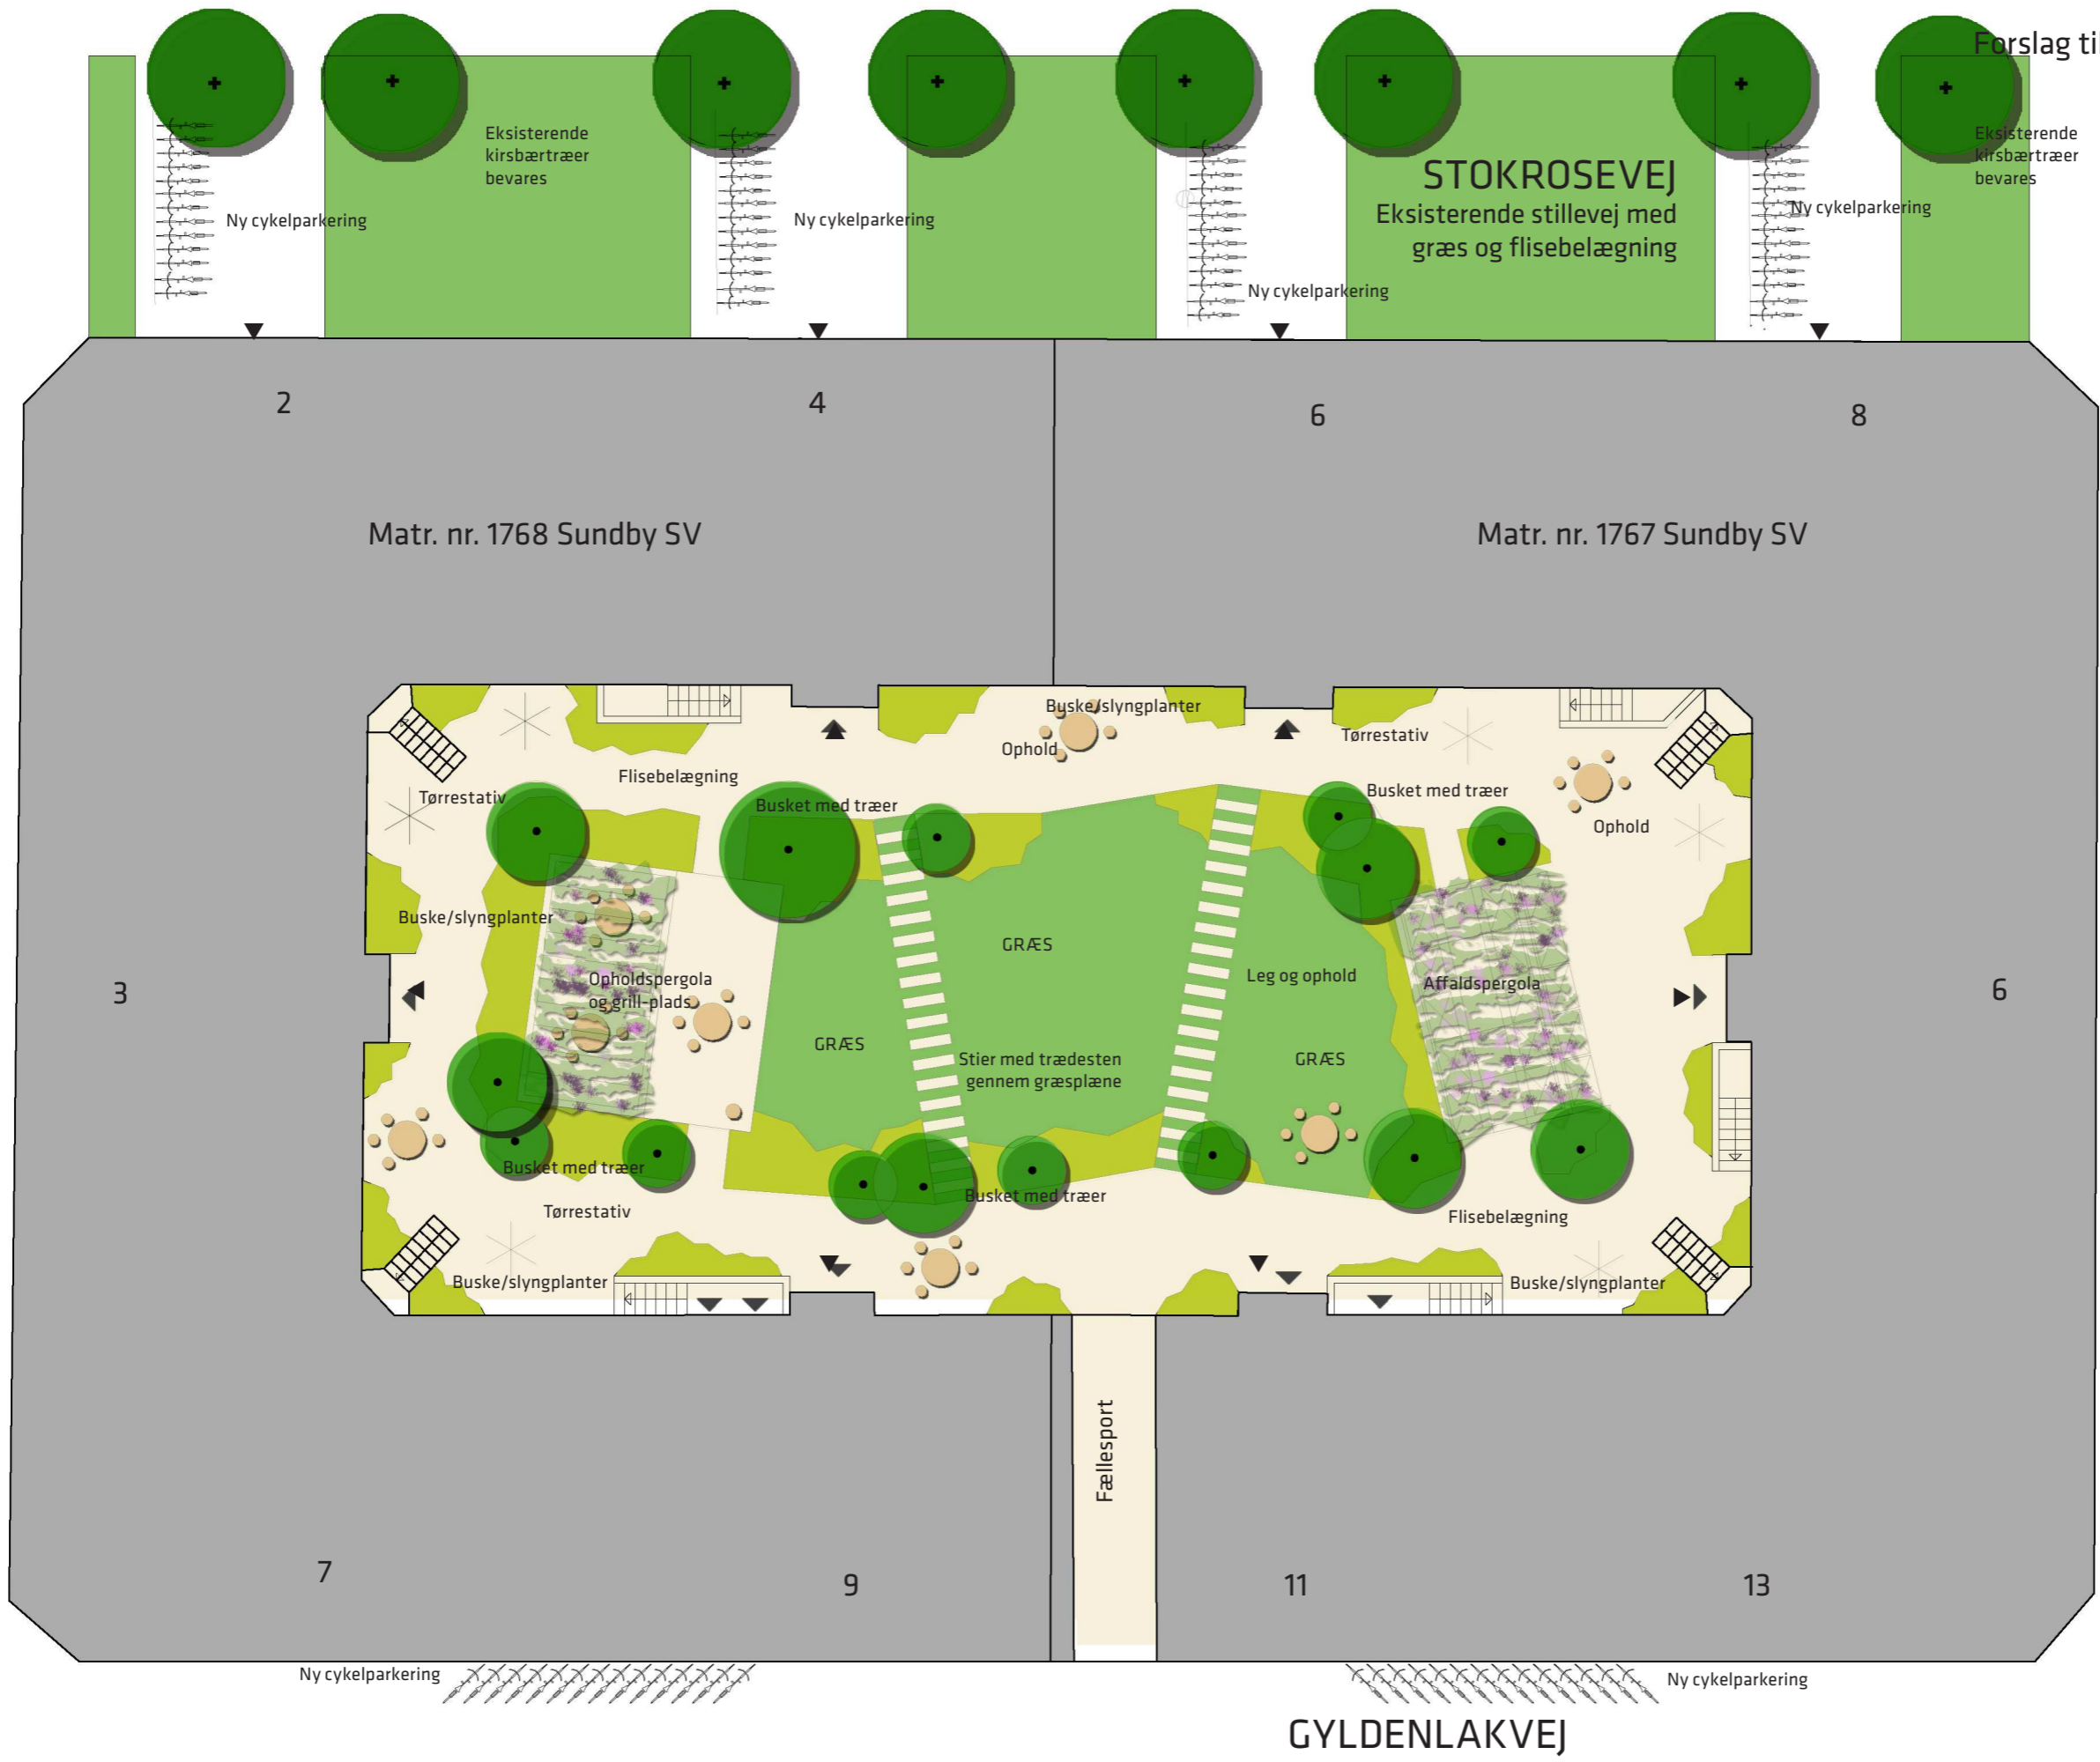 Forslag ti
Eksisterende
kirsbærtræer
bevares
Eksisterende
kirsbærtræer
bevares
STOKROSEVEJ
Eksisterende stillevej med
græs og flisebelægning
Ny cykelparkering
Ny cykelparkering
Ny cykelparkering
Ny cykelparkering
2
4
6
8
Matr. nr. 1768 Sundby SV
Matr. nr. 1767 Sundby SV
Buske/slyngplanter
Ophold
Tørrestativ
Flisebelægning
Tørrestativ
Busket med træer
Busket med træer
Ophold
Buske/slyngplanter
GRÆS
Leg og ophold
Opholdspergola
og grill-plads
Affaldspergola
3
6
GRÆS
Stier med trædesten
gennem græsplæne
GRÆS
Busket med træer
Busket med træer
Tørrestativ
Flisebelægning
Buske/slyngplanter
Buske/slyngplanter
Fællesport
7
9
11
13
Ny cykelparkering
Ny cykelparkering
GYLDENLAKVEJ